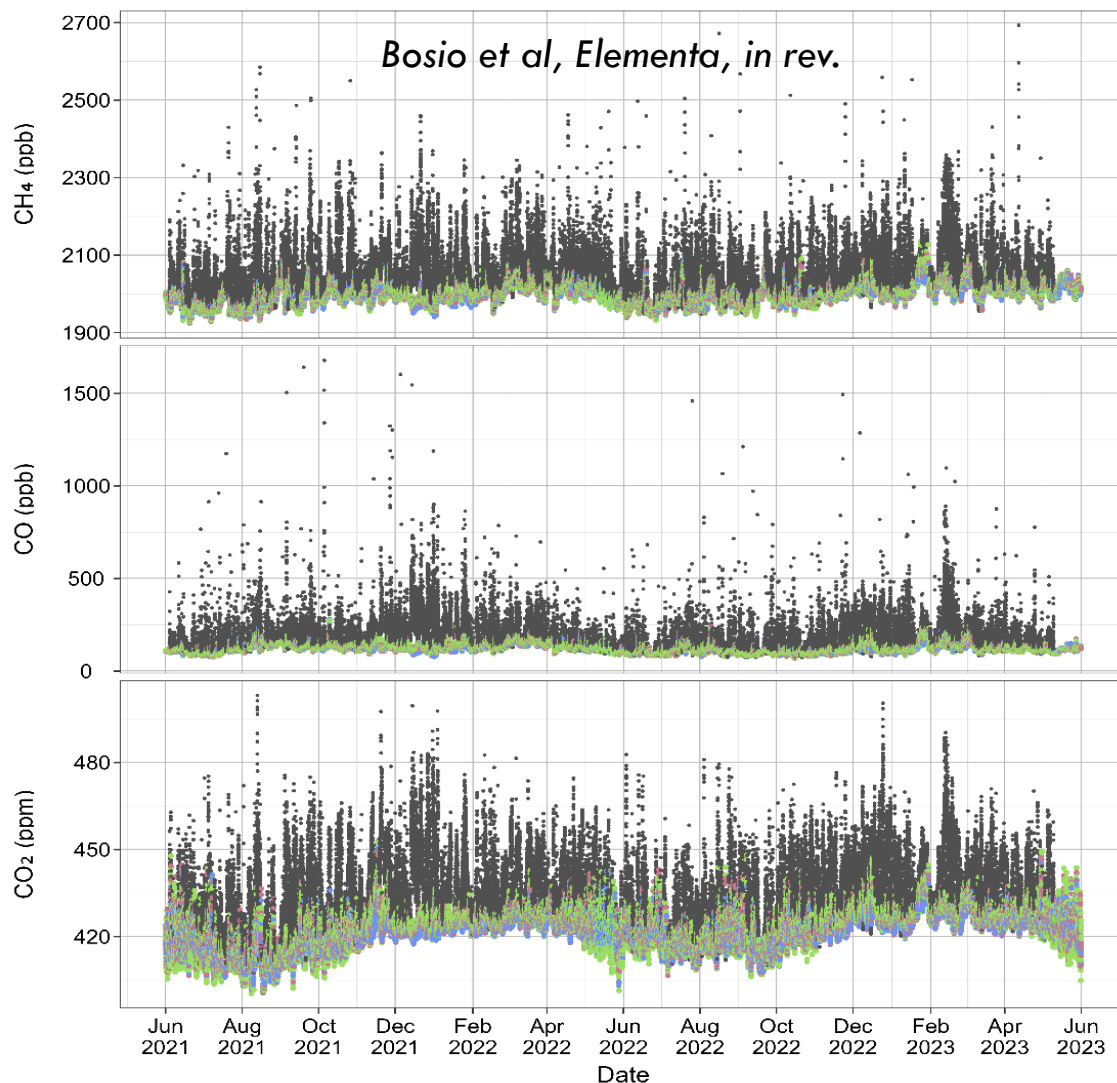 Bosio et al, Elementa, in rev.
2700
2500
2300
2100
1900
CH₄ (ppb)
1500
1000
500
0
CO (ppb)
480
450
420
CO₂ (ppm)
Jun Aug Oct Dec Feb Apr Jun Aug Oct Dec Feb Apr Jun
2021 2021 2021 2021 2022 2022 2022 2022 2022 2022 2023 2023 2023
Date